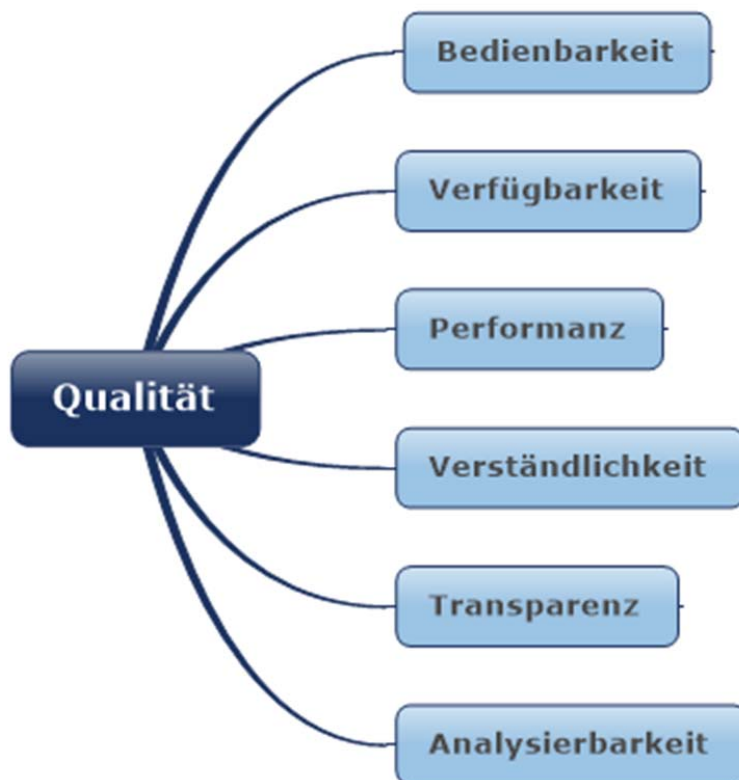 Bedienbarkeit
Verfügbarkeit
Performanz
Qualität
Verständlichkeit
Transparenz
Analysierbarkeit